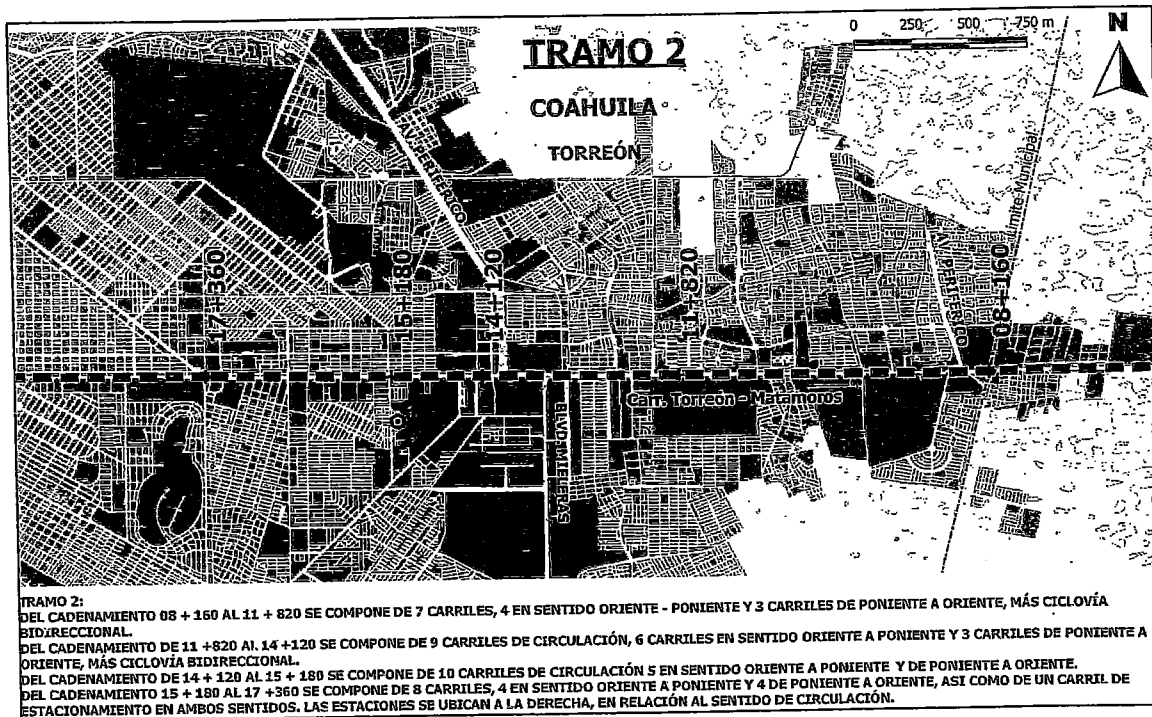 0 250 500 750 m
N
TRAMO 2
COAHUILA
TORREÓN
AV. PERIFERICO
Limite Municipal
17+360
15+180
14+120
11+820
AV. PERIFERICO
08+160
Carr. Torreón - Matamoros
TRAMO 2:
DEL CADENAMIENTO 08 + 160 AL 11 + 820 SE COMPONE DE 7 CARRILES, 4 EN SENTIDO ORIENTE - PONIENTE Y 3 CARRILES DE PONIENTE A ORIENTE, MÁS CICLOVÍA
BIDIRECCIONAL.
DEL CADENAMIENTO DE 11 +820 AL 14 +120 SE COMPONE DE 9 CARRILES DE CIRCULACIÓN, 6 CARRILES EN SENTIDO ORIENTE A PONIENTE Y 3 CARRILES DE PONIENTE A
ORIENTE, MÁS CICLOVÍA BIDIRECCIONAL.
DEL CADENAMIENTO DE 14 + 120 AL 15 + 180 SE COMPONE DE 10 CARRILES DE CIRCULACIÓN 5 EN SENTIDO ORIENTE A PONIENTE Y DE PONIENTE A ORIENTE.
DEL CADENAMIENTO 15 + 180 AL 17 +360 SE COMPONE DE 8 CARRILES, 4 EN SENTIDO ORIENTE A PONIENTE Y 4 DE PONIENTE A ORIENTE, ASI COMO DE UN CARRIL DE
ESTACIONAMIENTO EN AMBOS SENTIDOS. LAS ESTACIONES SE UBICAN A LA DERECHA, EN RELACIÓN AL SENTIDO DE CIRCULACIÓN.